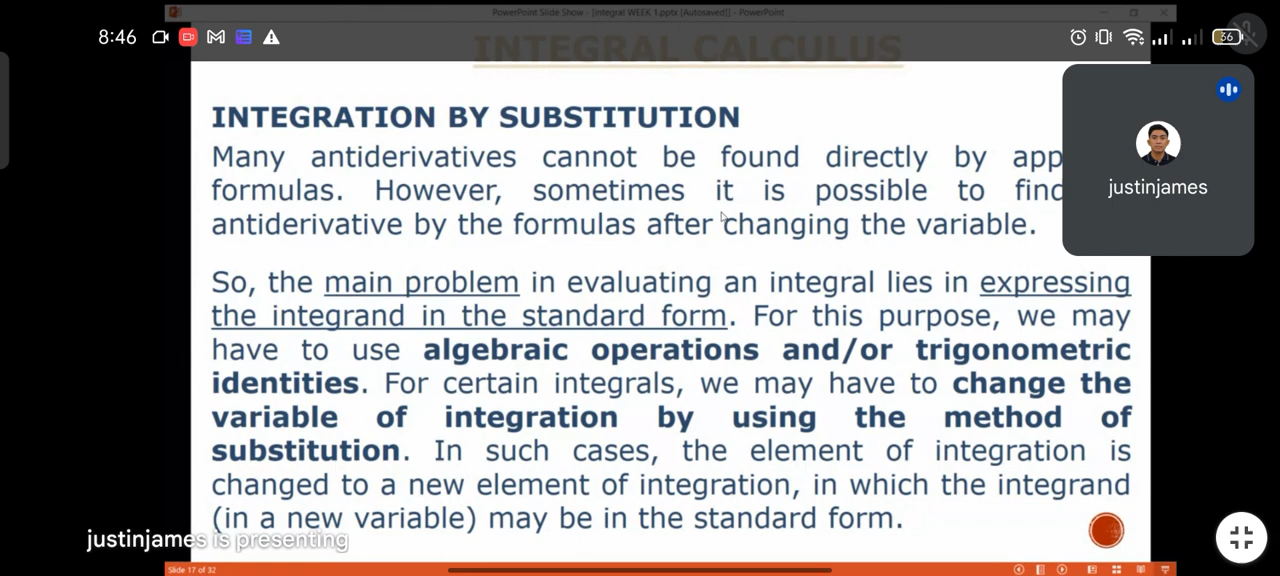 PowerPoint Slide Show - [integral WEEK 1.pptx [Autosaved]] - PowerPoint
8:46
36
INTEGRAL CALCULUS
INTEGRATION BY SUBSTITUTION
Many antiderivatives cannot be found directly by app
formulas. However, sometimes it is possible to find
antiderivative by the formulas after changing the variable.
justinjames
So, the main problem in evaluating an integral lies in expressing
the integrand in the standard form. For this purpose, we may
have to use algebraic operations and/or trigonometric
identities. For certain integrals, we may have to change the
variable of integration by using the method of
substitution. In such cases, the element of integration is
changed to a new element of integration, in which the integrand
(in a new variable) may be in the standard form.
justinjames is presenting
Slide 17 of 32